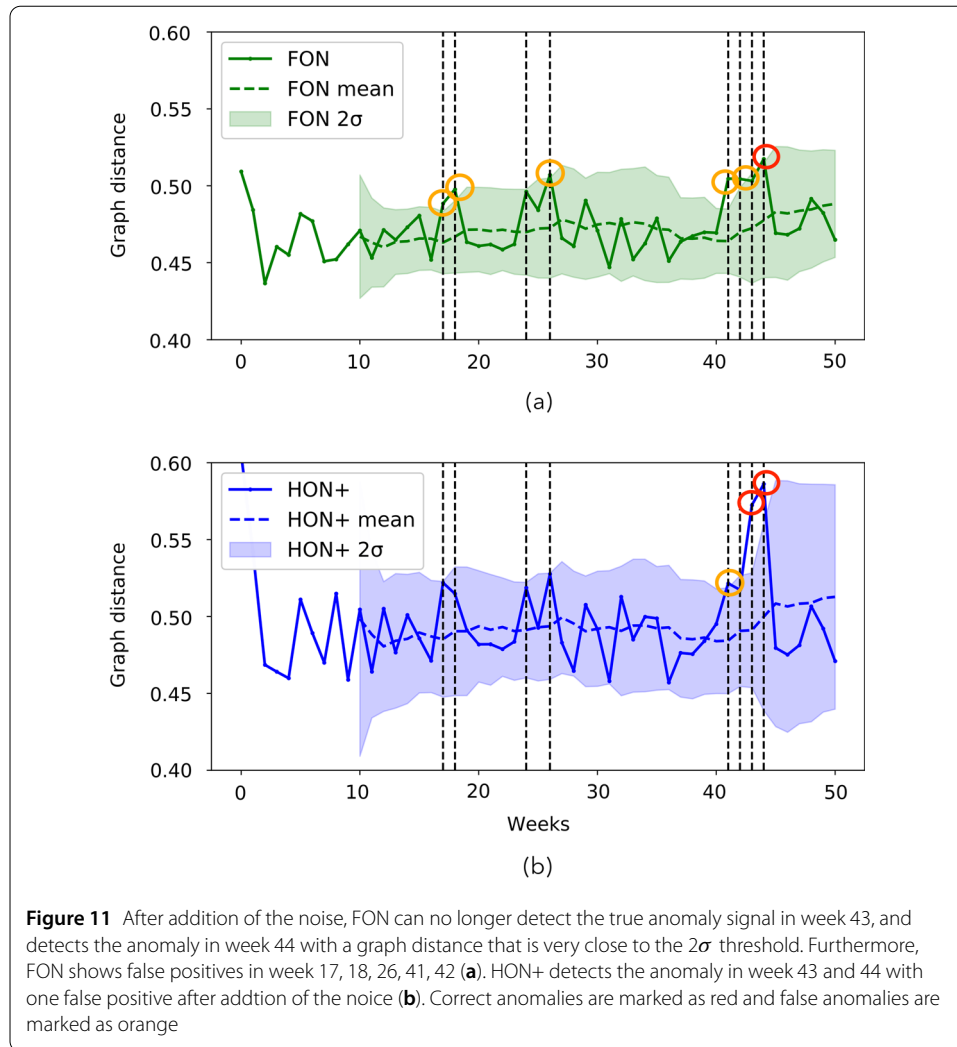 0.60
FON
FON mean
FON 2σ
0.55
Graph distance
0.50
0.45
0.40
0 10 20 30 40 50
(a)
0.60
HON+
HON+ mean
HON+ 2σ
0.55
Graph distance
0.50
0.45
0.40
0 10 20 30 40 50
Weeks
(b)
Figure 11 After addition of the noise, FON can no longer detect the true anomaly signal in week 43, and
detects the anomaly in week 44 with a graph distance that is very close to the 2σ threshold. Furthermore,
FON shows false positives in week 17, 18, 26, 41, 42 (a). HON+ detects the anomaly in week 43 and 44 with
one false positive after addtion of the noice (b). Correct anomalies are marked as red and false anomalies are
marked as orange